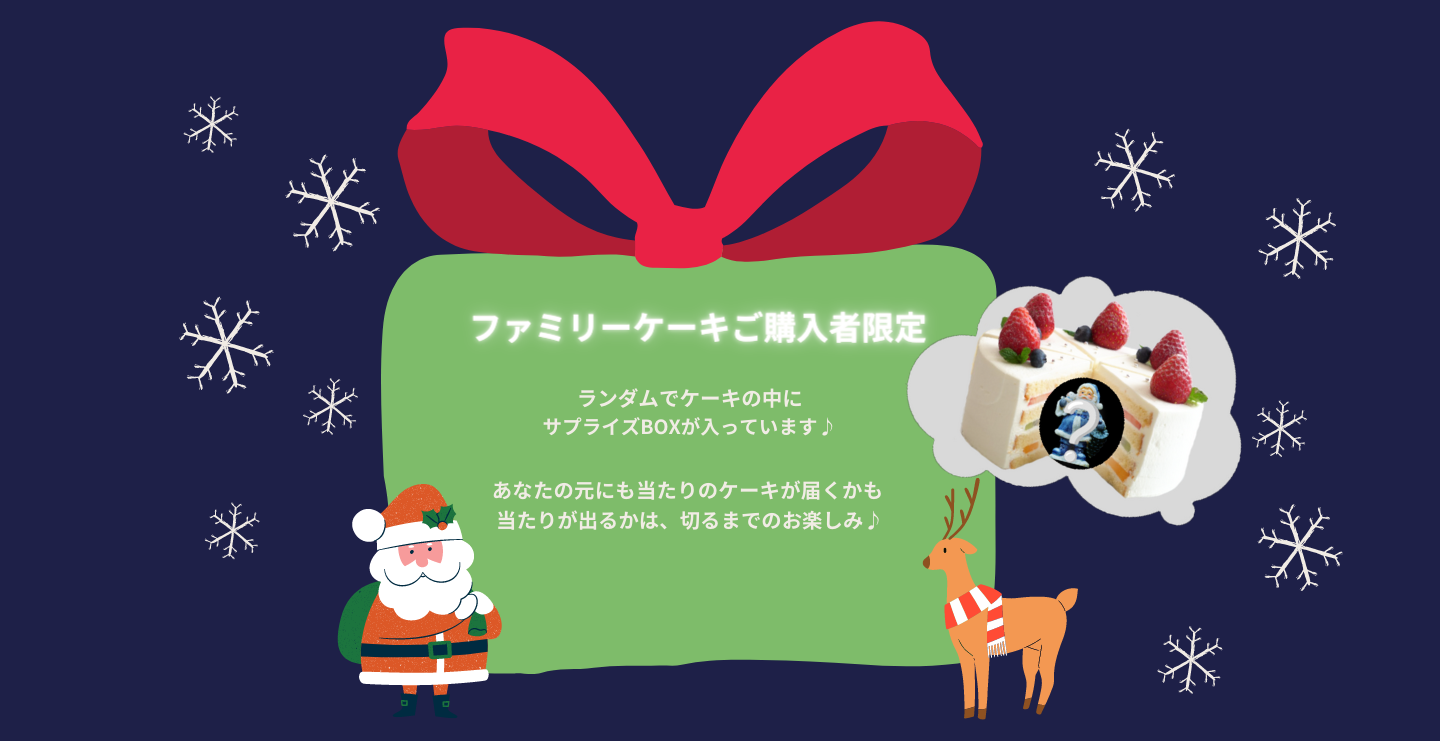 ファミリーケーキご購入者限定
ランダムでケーキの中に
サプライズBOXが入っています♪
あなたの元にも当たりのケーキが届くかも
当たりが出るかは、切るまでのお楽しみ♪
?